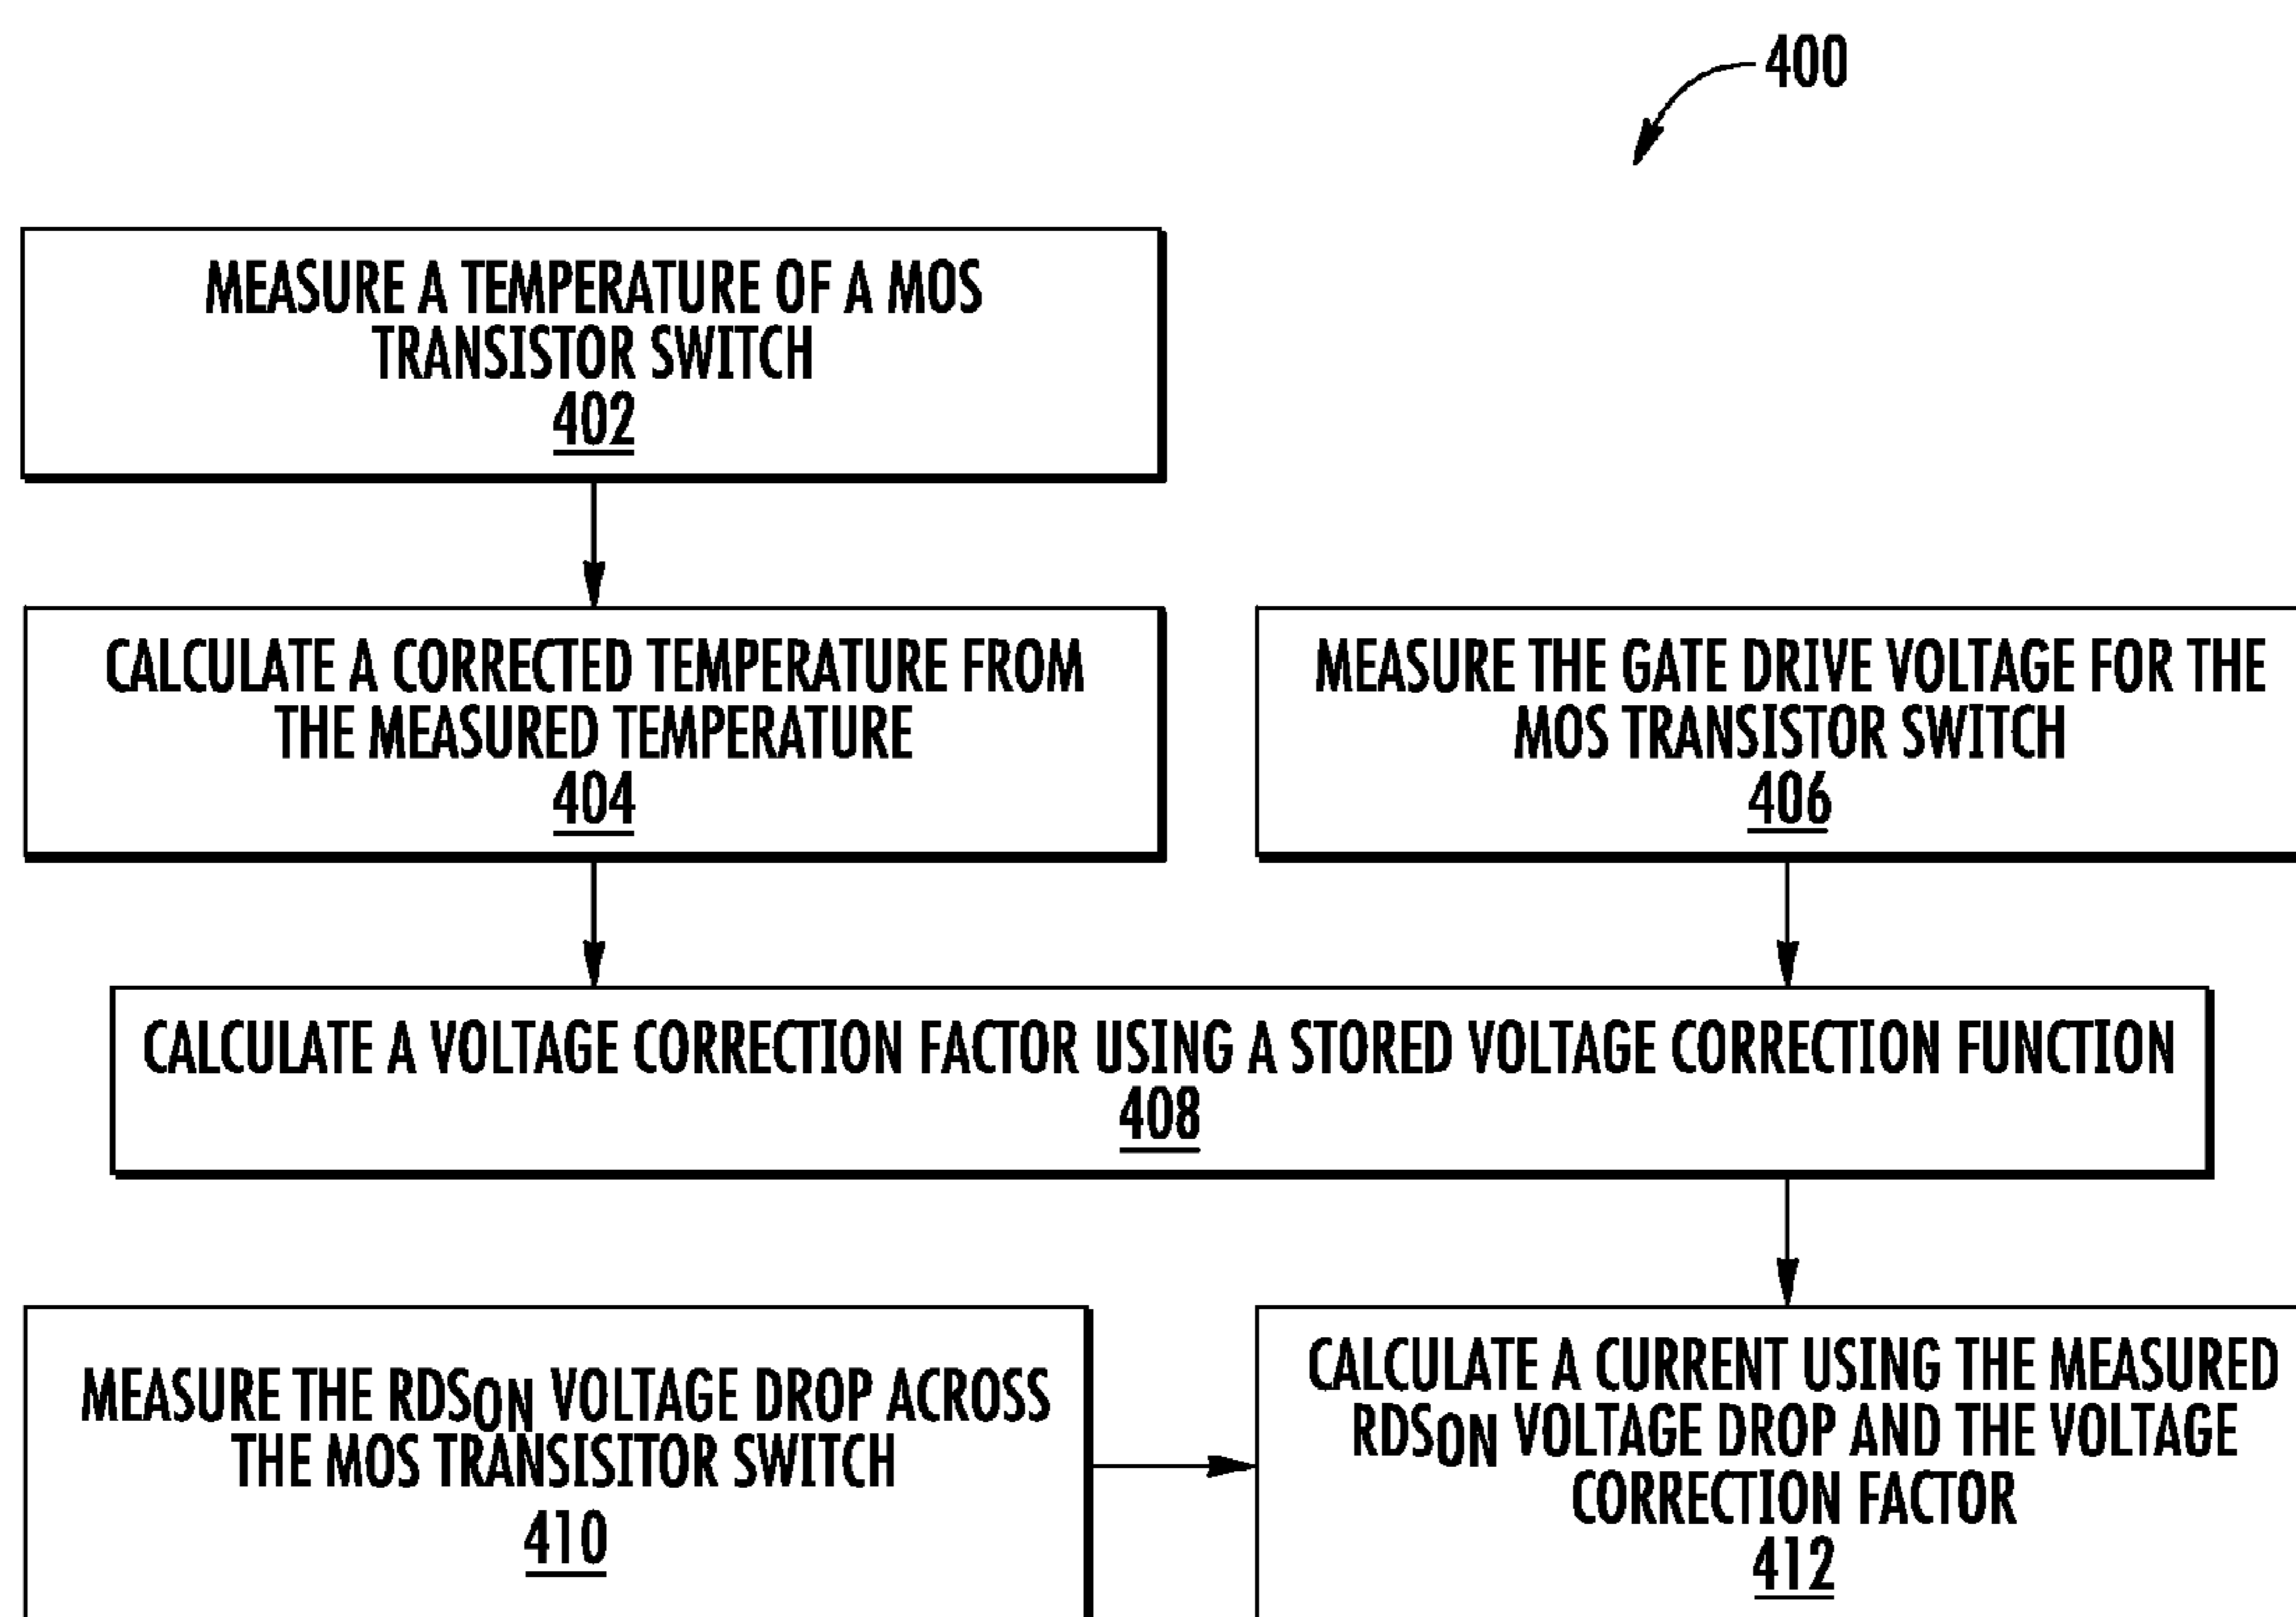 400
MEASURE A TEMPERATURE OF A MOS
TRANSISTOR SWITCH
402
CALCULATE A CORRECTED TEMPERATURE FROM
THE MEASURED TEMPERATURE
404
MEASURE THE GATE DRIVE VOLTAGE FOR THE
MOS TRANSISTOR SWITCH
406
CALCULATE A VOLTAGE CORRECTION FACTOR USING A STORED VOLTAGE CORRECTION FUNCTION
408
MEASURE THE RDSON VOLTAGE DROP ACROSS
THE MOS TRANSISITOR SWITCH
410
CALCULATE A CURRENT USING THE MEASURED
RDSON VOLTAGE DROP AND THE VOLTAGE
CORRECTION FACTOR
412